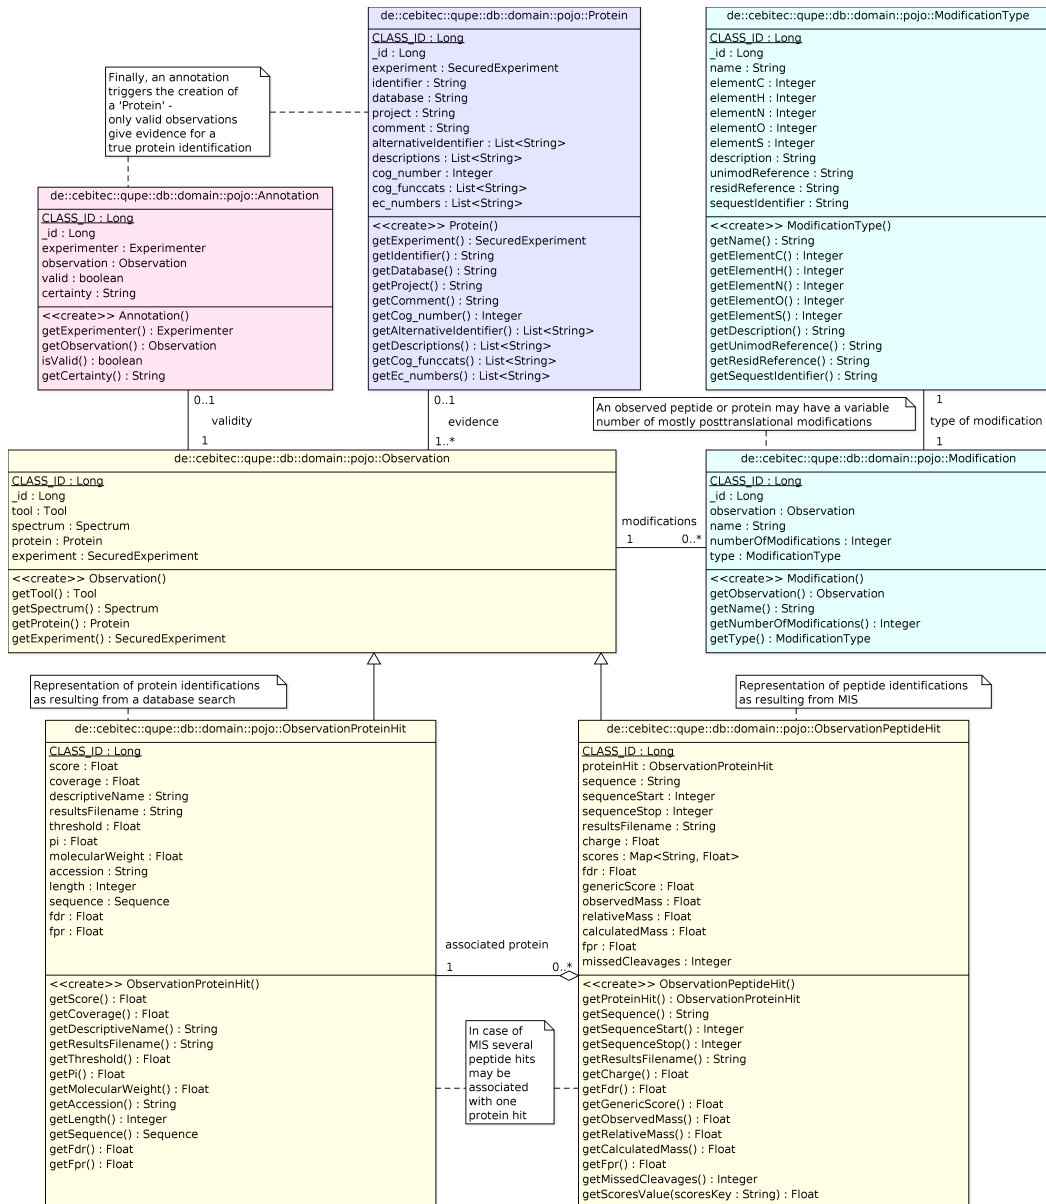 de::cebitec::qupe::db::domain::pojo::Protein
CLASS_ID : Long
_id : Long
experiment : SecuredExperiment
identifier : String
database : String
project : String
comment : String
alternativeIdentifier : List<String>
descriptions : List<String>
cog_number : Integer
cog_funccats : List<String>
ec_numbers : List<String>
<<create>> Protein()
getExperiment() : SecuredExperiment
getIdentifier() : String
getDatabase() : String
getProject() : String
getComment() : String
getCog_number() : Integer
getAlternativeIdentifier() : List<String>
getDescriptions() : List<String>
getCog_funccats() : List<String>
getEc_numbers() : List<String>
de::cebitec::qupe::db::domain::pojo::ModificationType
CLASS_ID : Long
_id : Long
name : String
elementC : Integer
elementH : Integer
elementN : Integer
elementO : Integer
elementS : Integer
description : String
unimodReference : String
residReference : String
sequestIdentifier : String
<<create>> ModificationType()
getName() : String
getElementC() : Integer
getElementH() : Integer
getElementN() : Integer
getElementO() : Integer
getElementS() : Integer
getDescription() : String
getUnimodReference() : String
getResidReference() : String
getSequestIdentifier() : String
Finally, an annotation
triggers the creation of
a 'Protein' -
only valid observations
give evidence for a
true protein identification
de::cebitec::qupe::db::domain::pojo::Annotation
CLASS_ID : Long
_id : Long
experimenter : Experimenter
observation : Observation
valid : boolean
certainty : String
<<create>> Annotation()
getExperimenter() : Experimenter
getObservation() : Observation
isValid() : boolean
getCertainty() : String
0..1
validity
1
0..1
evidence
1..*
An observed peptide or protein may have a variable
number of mostly posttranslational modifications
1
type of modification
1
de::cebitec::qupe::db::domain::pojo::Observation
CLASS_ID : Long
_id : Long
tool : Tool
spectrum : Spectrum
protein : Protein
experiment : SecuredExperiment
<<create>> Observation()
getTool() : Tool
getSpectrum() : Spectrum
getProtein() : Protein
getExperiment() : SecuredExperiment
modifications
1 0..*
de::cebitec::qupe::db::domain::pojo::Modification
CLASS_ID : Long
_id : Long
observation : Observation
name : String
numberOfModifications : Integer
type : ModificationType
<<create>> Modification()
getObservation() : Observation
getName() : String
getNumberOfModifications() : Integer
getType() : ModificationType
Representation of protein identifications
as resulting from a database search
Representation of peptide identifications
as resulting from MIS
de::cebitec::qupe::db::domain::pojo::ObservationProteinHit
CLASS_ID : Long
score : Float
coverage : Float
descriptiveName : String
resultsFilename : String
threshold : Float
pi : Float
molecularWeight : Float
accession : String
length : Integer
sequence : Sequence
fdr : Float
fpr : Float
<<create>> ObservationProteinHit()
getScore() : Float
getCoverage() : Float
getDescriptiveName() : String
getResultsFilename() : String
getThreshold() : Float
getPi() : Float
getMolecularWeight() : Float
getAccession() : String
getLength() : Integer
getSequence() : Sequence
getFdr() : Float
getFpr() : Float
associated protein
1 0..*
In case of
MIS several
peptide hits
may be
associated
with one
protein hit
de::cebitec::qupe::db::domain::pojo::ObservationPeptideHit
CLASS_ID : Long
proteinHit : ObservationProteinHit
sequence : String
sequenceStart : Integer
sequenceStop : Integer
resultsFilename : String
charge : Float
scores : Map<String, Float>
fdr : Float
genericScore : Float
observedMass : Float
relativeMass : Float
calculatedMass : Float
fpr : Float
missedCleavages : Integer
<<create>> ObservationPeptideHit()
getProteinHit() : ObservationProteinHit
getSequence() : String
getSequenceStart() : Integer
getSequenceStop() : Integer
getResultsFilename() : String
getCharge() : Float
getFdr() : Float
getGenericScore() : Float
getObservedMass() : Float
getRelativeMass() : Float
getCalculatedMass() : Float
getFpr() : Float
getMissedCleavages() : Integer
getScoresValue(scoresKey : String) : Float